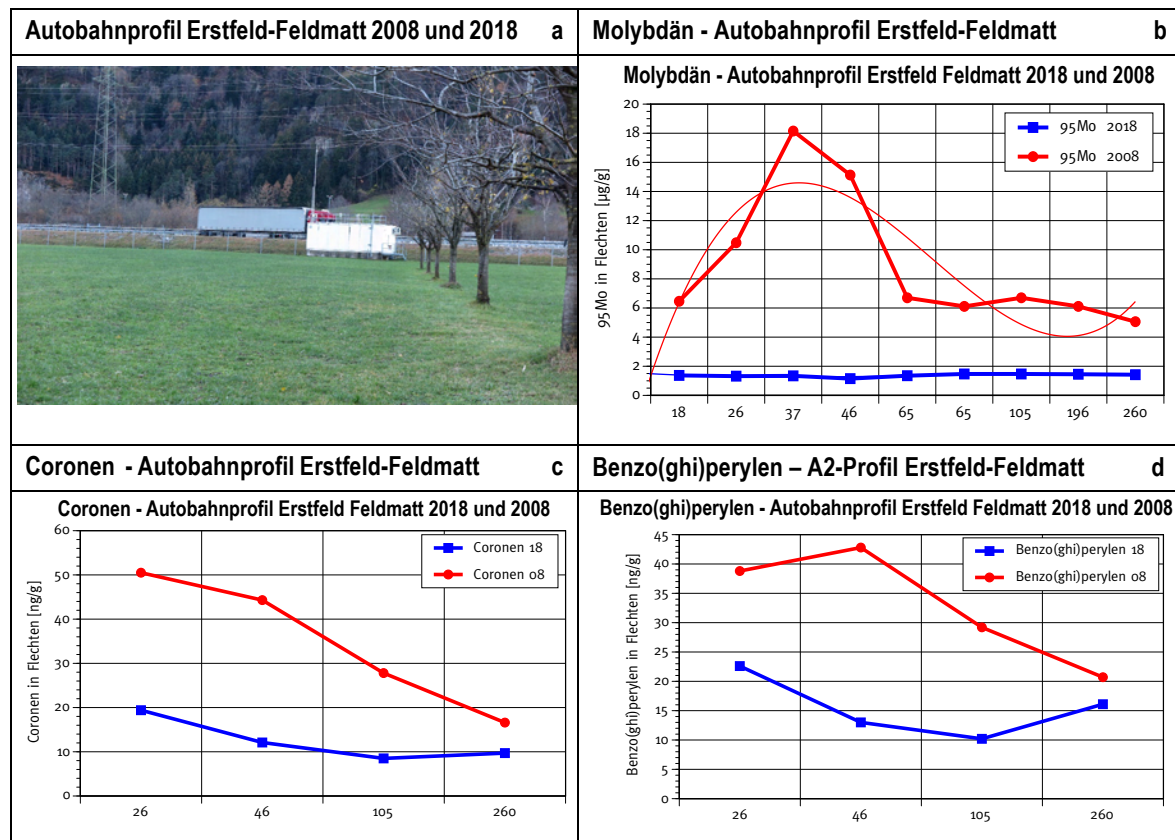 Autobahnprofil Erstfeld-Feldmatt 2008 und 2018 a
Molybdän - Autobahnprofil Erstfeld-Feldmatt b
Molybdän - Autobahnprofil Erstfeld Feldmatt 2018 und 2008
95Mo in Flechten [µg/g]
20
18
16
14
12
10
8
6
4
2
0
95Mo 2018
95Mo 2008
18 26 37 46 65 65 105 196 260
Coronen - Autobahnprofil Erstfeld-Feldmatt c
Coronen - Autobahnprofil Erstfeld Feldmatt 2018 und 2008
Coronen in Flechten [ng/g]
60
50
40
30
20
10
0
Coronen 18
Coronen 08
26 46 105 260
Benzo(ghi)perylen – A2-Profil Erstfeld-Feldmatt d
Benzo(ghi)perylen - Autobahnprofil Erstfeld Feldmatt 2018 und 2008
Benzo(ghi)perylen in Flechten [ng/g]
45
40
35
30
25
20
15
10
5
0
Benzo(ghi)perylen 18
Benzo(ghi)perylen 08
26 46 105 260